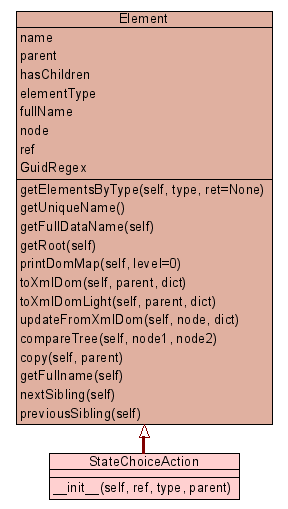 Element
name
parent
hasChildren
elementType
fullName
node
ref
GuidRegex
getElementsByType(self, type, ret=None)
getUniqueName()
getFullDataName(self)
getRoot(self)
printDomMap(self, level=0)
toXmlDom(self, parent, dict)
toXmlDomLight(self, parent, dict)
updateFromXmlDom(self, node, dict)
compareTree(self, node1, node2)
copy(self, parent)
getFullname(self)
nextSibling(self)
previousSibling(self)
StateChoiceAction
__init__(self, ref, type, parent)